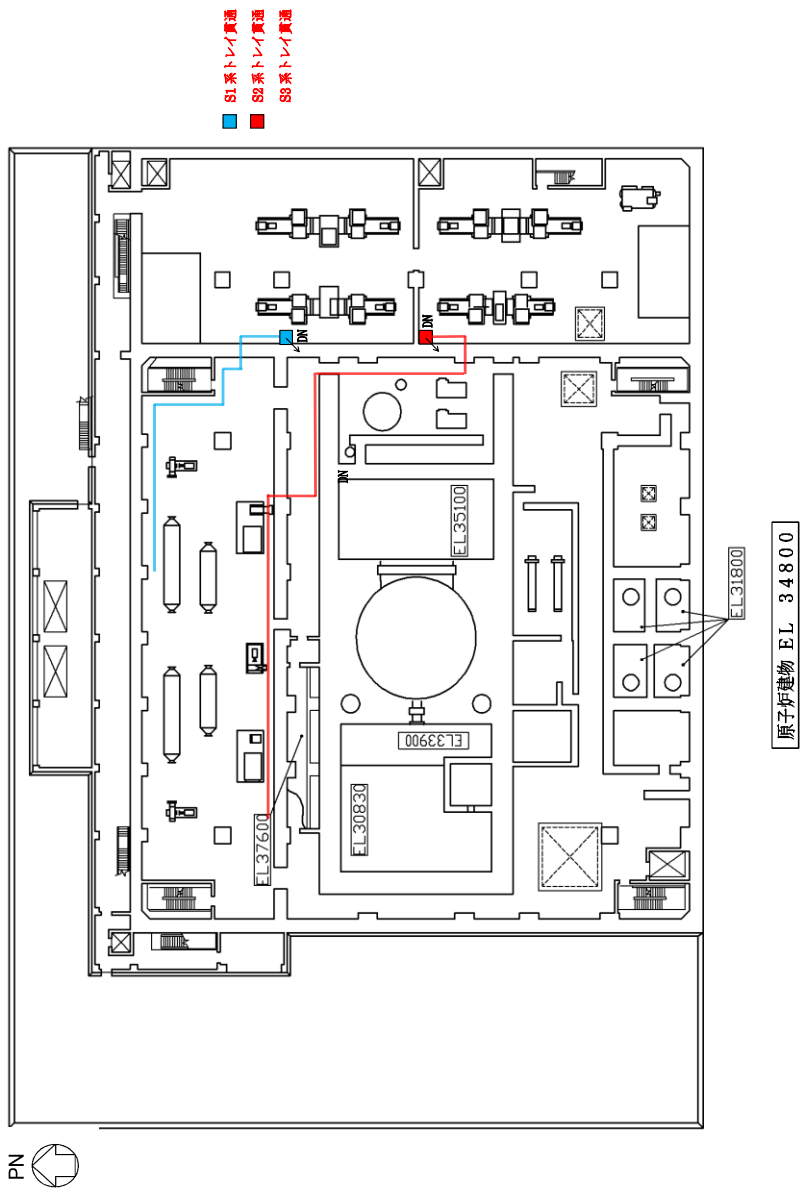 S1系トレイ貫通
S2系トレイ貫通
S3系トレイ貫通
DN
DN
DN
EL35100
EL31800
EL33900
EL30830
EL37600
原子炉建物 EL 34800
PN